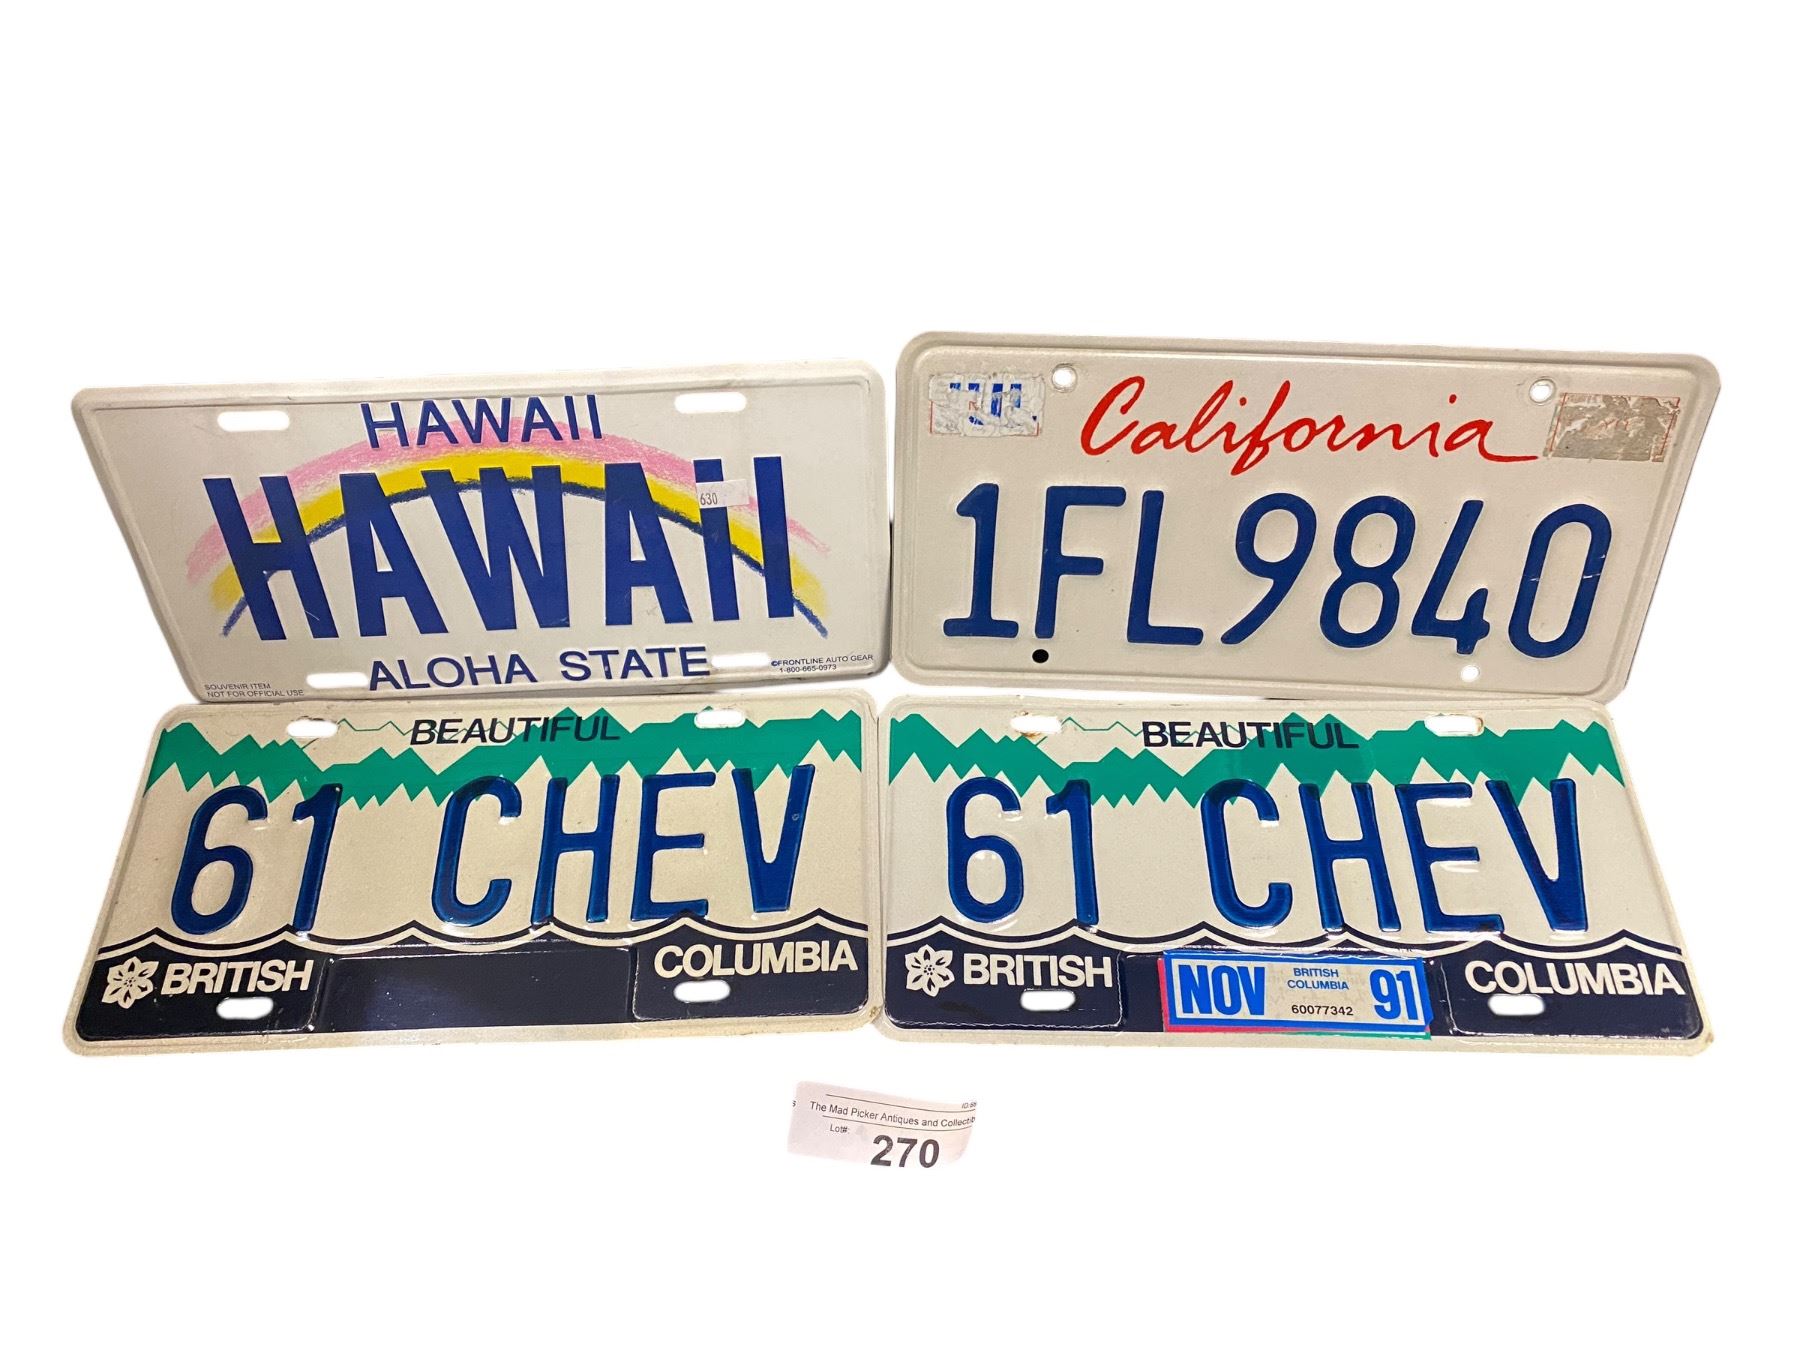 HAWAII
HAWAiI
630
ALOHA STATE
©FRONTLINE AUTO GEAR
1-800-665-0973
SOUVENIR ITEM
NOT FOR OFFICIAL USE
JUL
California
1FL9840
BEAUTIFUL
61 CHEV
BRITISH COLUMBIA
BEAUTIFUL
61 CHEV
BRITISH COLUMBIA
NOV BRITISH COLUMBIA 91
60077342
The Mad Picker Antiques and Collectib
Lot#: 270